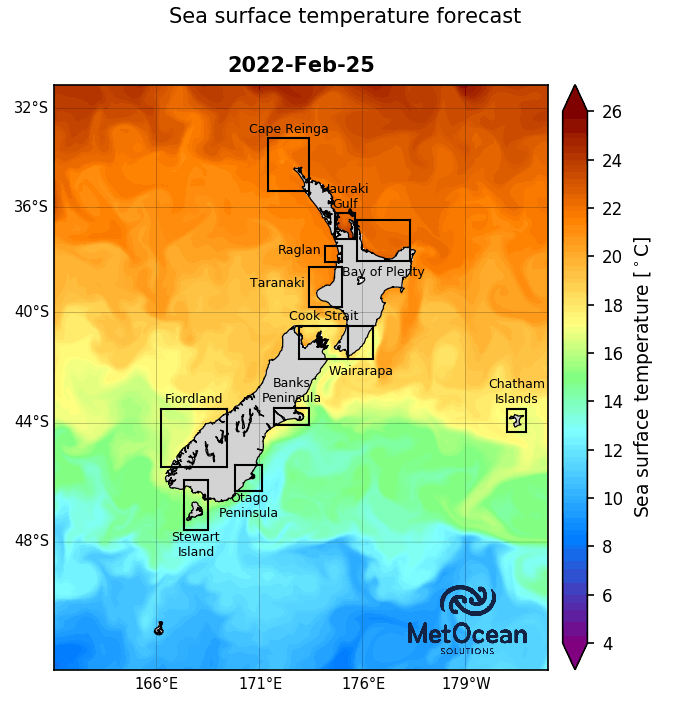 Sea surface temperature forecast
2022-Feb-25
32°S
36°S
40°S
44°S
48°S
Cape Reinga
Hauraki
Gulf
Raglan
Bay of Plenty
Taranaki
Cook Strait
Wairarapa
Banks
Peninsula
Fiordland
Chatham
Islands
Otago
Peninsula
Stewart
Island
MetOcean
SOLUTIONS
166°E
171°E
176°E
179°W
26
24
22
20
18
16
14
12
10
8
6
4
Sea surface temperature [°C]